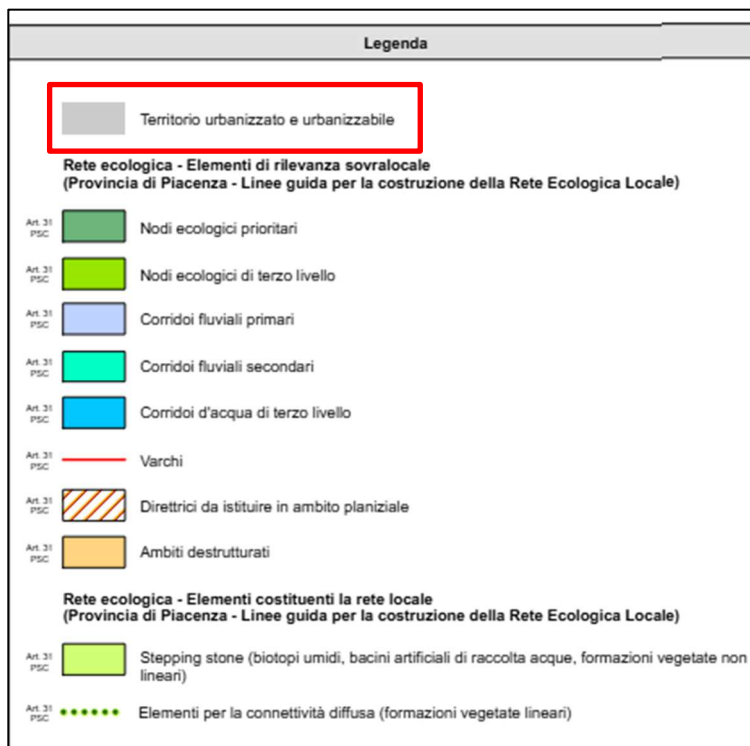 Legenda
Territorio urbanizzato e urbanizzabile
Rete ecologica - Elementi di rilevanza sovralocale
(Provincia di Piacenza - Linee guida per la costruzione della Rete Ecologica Locale)
Art. 31
PSC
Nodi ecologici prioritari
Art. 31
PSC
Nodi ecologici di terzo livello
Art. 31
PSC
Corridoi fluviali primari
Art. 31
PSC
Corridoi fluviali secondari
Art. 31
PSC
Corridoi d'acqua di terzo livello
Art. 31
PSC
Varchi
Art. 31
PSC
Direttrici da istituire in ambito planiziale
Art. 31
PSC
Ambiti destrutturati
Rete ecologica - Elementi costituenti la rete locale
(Provincia di Piacenza - Linee guida per la costruzione della Rete Ecologica Locale)
Art. 31
PSC
Stepping stone (biotopi umidi, bacini artificiali di raccolta acque, formazioni vegetate non
lineari)
Art. 31
PSC
Elementi per la connettività diffusa (formazioni vegetate lineari)